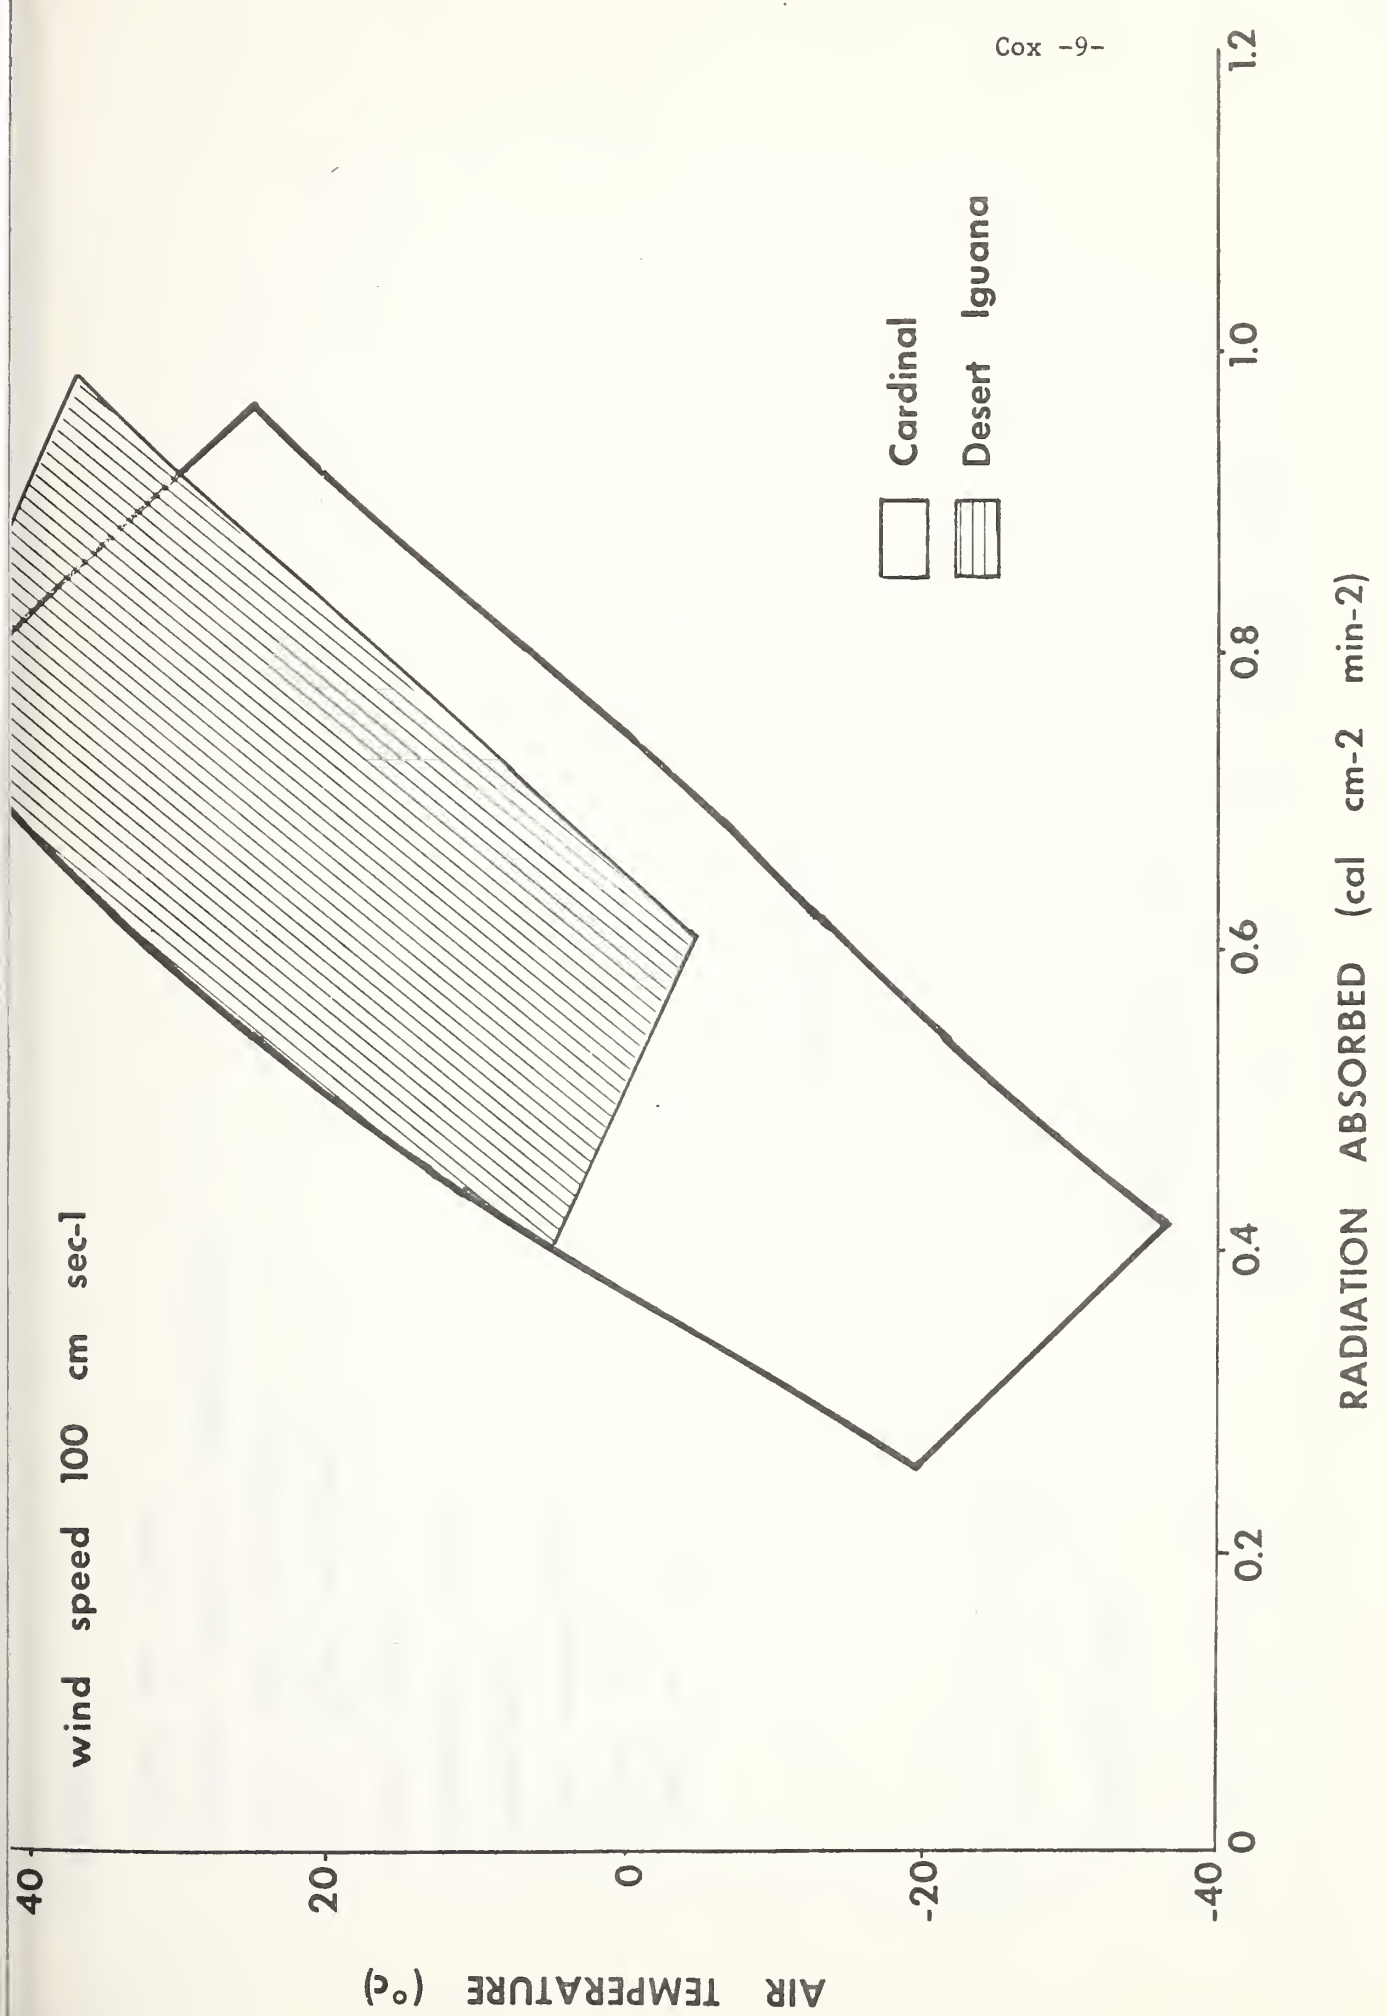 Cox -9-
wind speed 100 cm sec-1
Cardinal
Desert Iguana
40
20
0
-20
-40
0
0.2
0.4
0.6
0.8
1.0
1.2
AIR TEMPERATURE (°c)
RADIATION ABSORBED (cal cm-2 min-2)